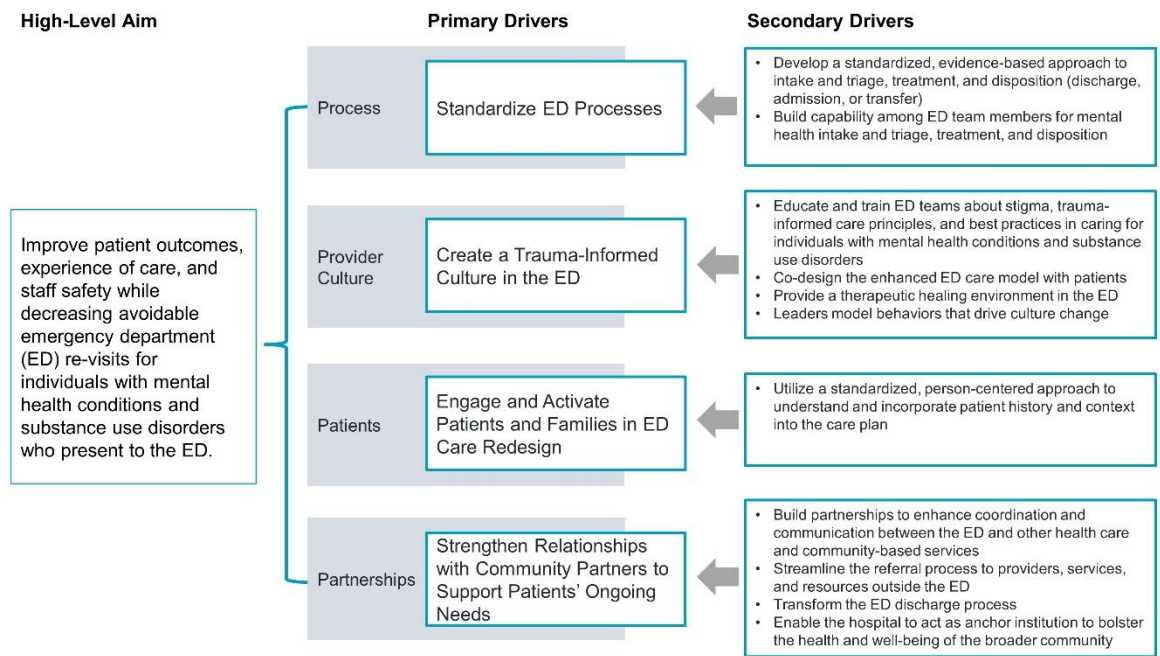 High-Level Aim
Primary Drivers
Secondary Drivers
Improve patient outcomes,
experience of care, and
staff safety while
decreasing avoidable
emergency department
(ED) re-visits for
individuals with mental
health conditions and
substance use disorders
who present to the ED.
Process
Standardize ED Processes
• Develop a standardized, evidence-based approach to
intake and triage, treatment, and disposition (discharge,
admission, or transfer)
• Build capability among ED team members for mental
health intake and triage, treatment, and disposition
Provider
Culture
Create a Trauma-Informed
Culture in the ED
• Educate and train ED teams about stigma, trauma-
informed care principles, and best practices in caring for
individuals with mental health conditions and substance
use disorders
• Co-design the enhanced ED care model with patients
• Provide a therapeutic healing environment in the ED
• Leaders model behaviors that drive culture change
Patients
Engage and Activate
Patients and Families in ED
Care Redesign
• Utilize a standardized, person-centered approach to
understand and incorporate patient history and context
into the care plan
Partnerships
Strengthen Relationships
with Community Partners to
Support Patients' Ongoing
Needs
• Build partnerships to enhance coordination and
communication between the ED and other health care
and community-based services
• Streamline the referral process to providers, services,
and resources outside the ED
• Transform the ED discharge process
• Enable the hospital to act as anchor institution to bolster
the health and well-being of the broader community